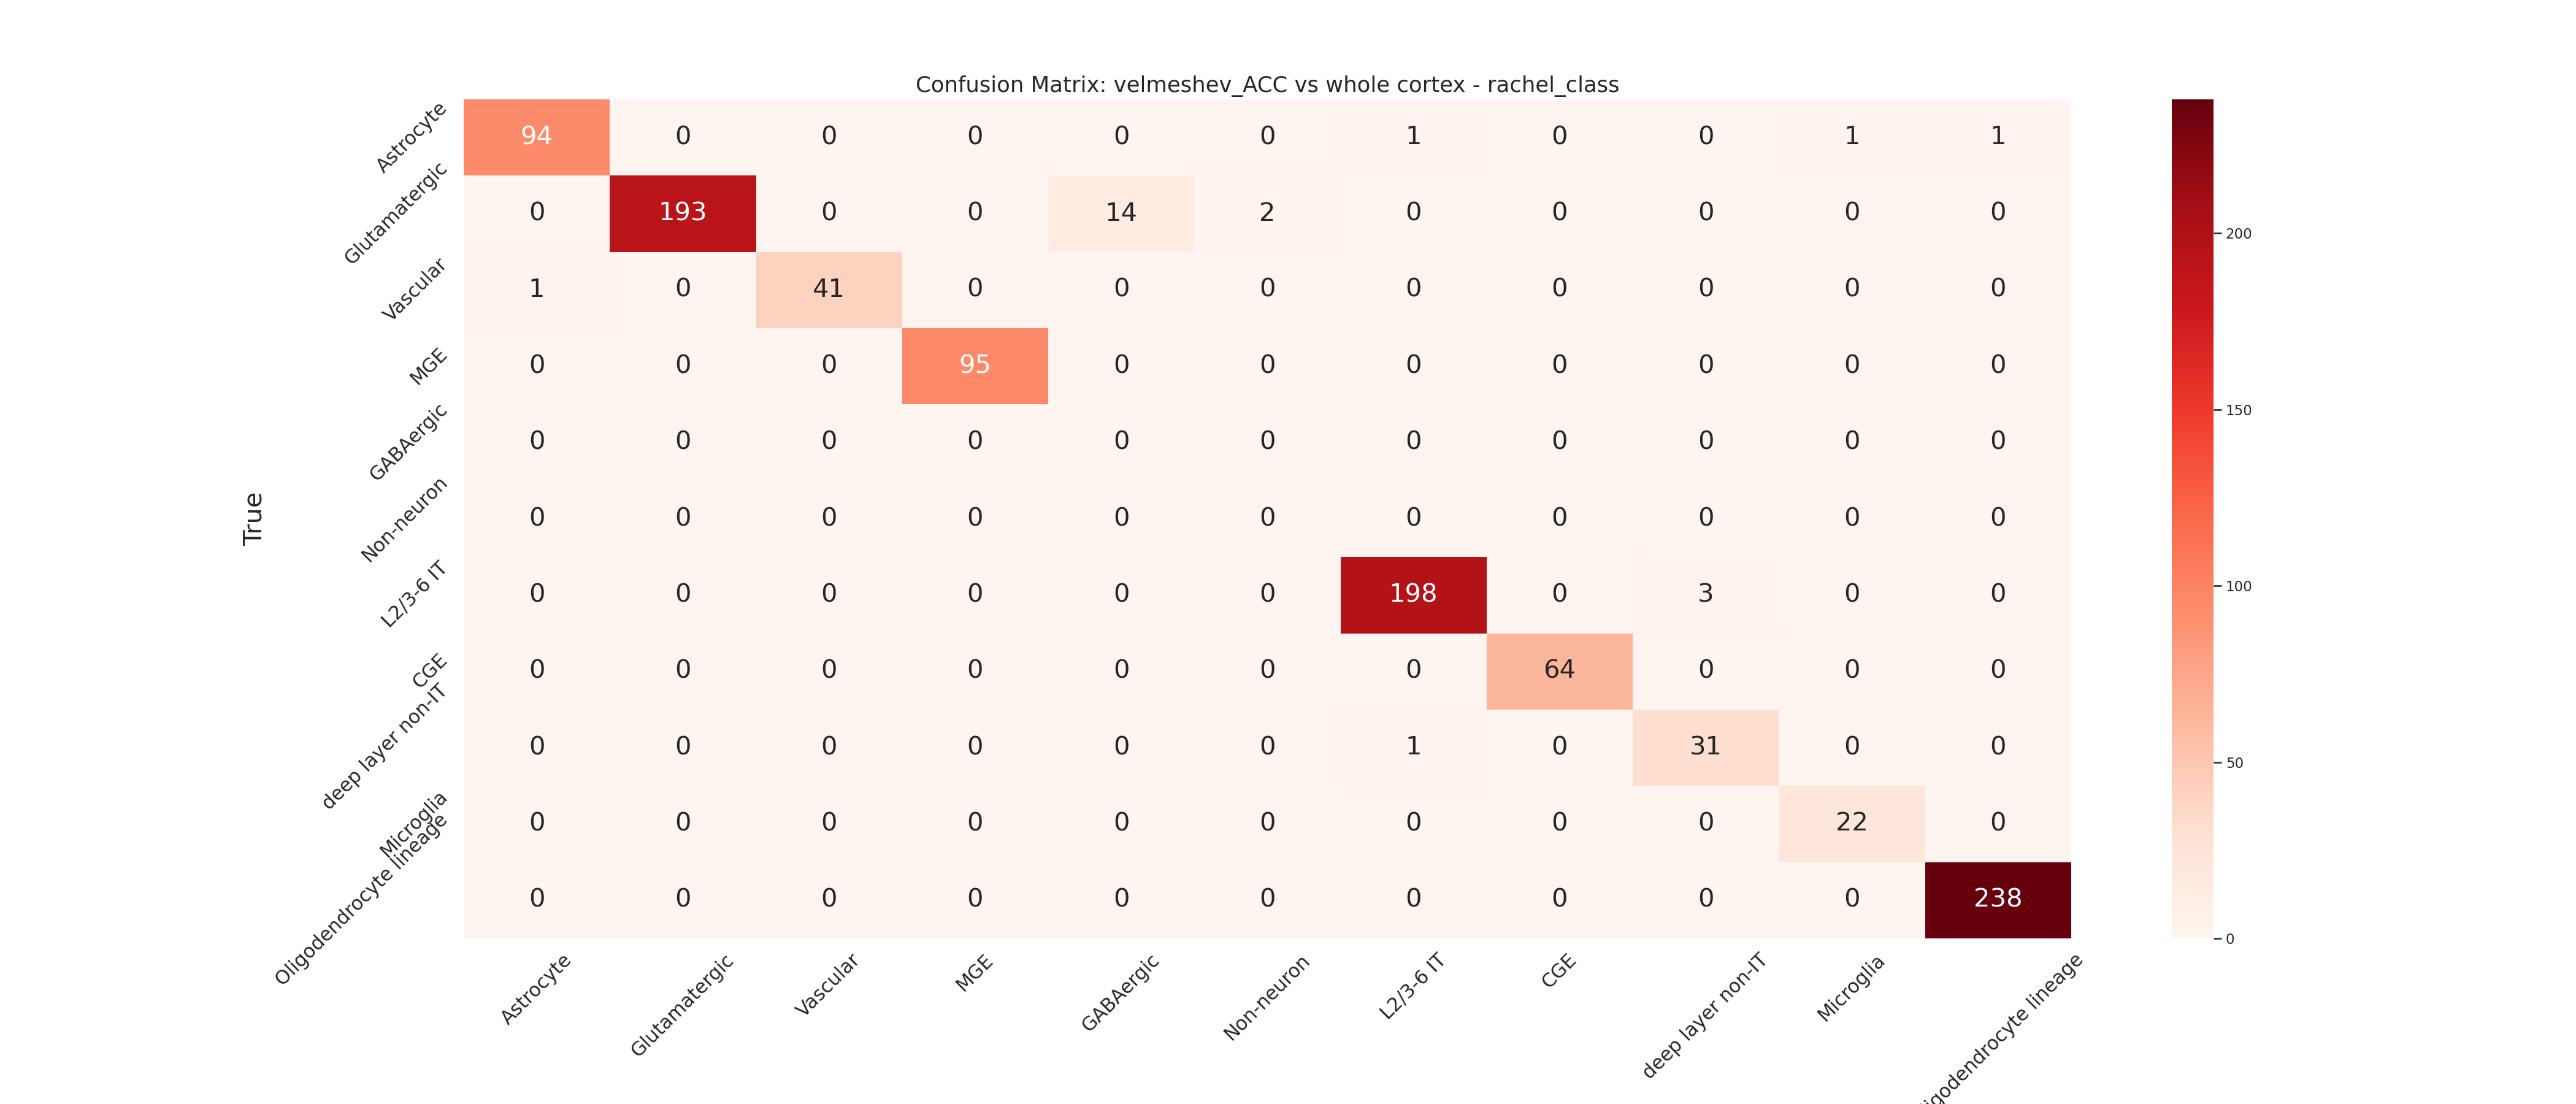 Confusion Matrix: velmeshev_ACC vs whole cortex - rachel_class
True
Astrocyte 94 0 0 0 0 0 1 0 0 1 1
Glutamatergic 0 193 0 0 14 2 0 0 0 0 0
Vascular 1 0 41 0 0 0 0 0 0 0 0
MGE 0 0 0 95 0 0 0 0 0 0 0
GABAergic 0 0 0 0 0 0 0 0 0 0 0
Non-neuron 0 0 0 0 0 0 0 0 0 0 0
L2/3-6 IT 0 0 0 0 0 0 198 0 3 0 0
CGE 0 0 0 0 0 0 0 64 0 0 0
deep layer non-IT 0 0 0 0 0 0 1 0 31 0 0
Microglia 0 0 0 0 0 0 0 0 0 22 0
Oligodendrocyte lineage 0 0 0 0 0 0 0 0 0 0 238
Astrocyte Glutamatergic Vascular MGE GABAergic Non-neuron L2/3-6 IT CGE deep layer non-IT Microglia igodendrocyte lineage
200
150
100
50
0